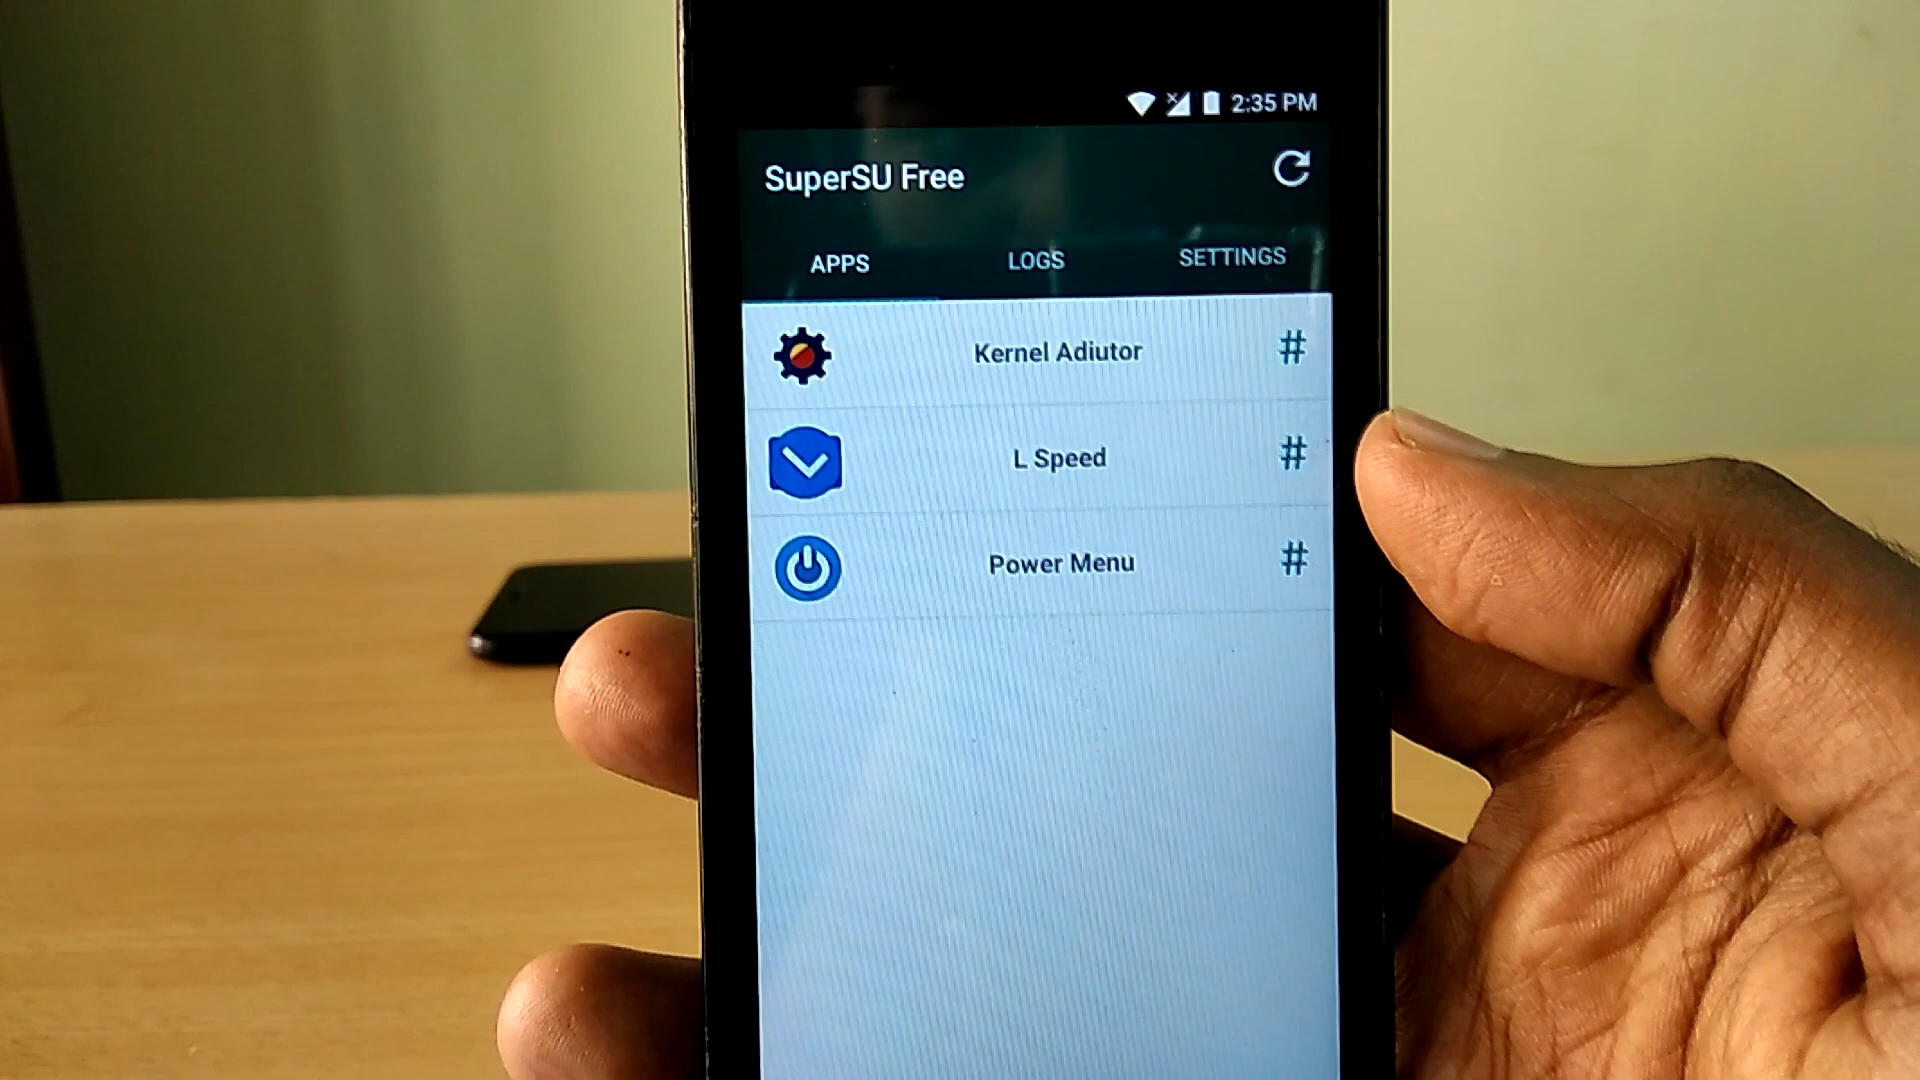 2:35 PM
SuperSU Free
APPS LOGS SETTINGS
Kernel Adiutor #
L Speed #
Power Menu #